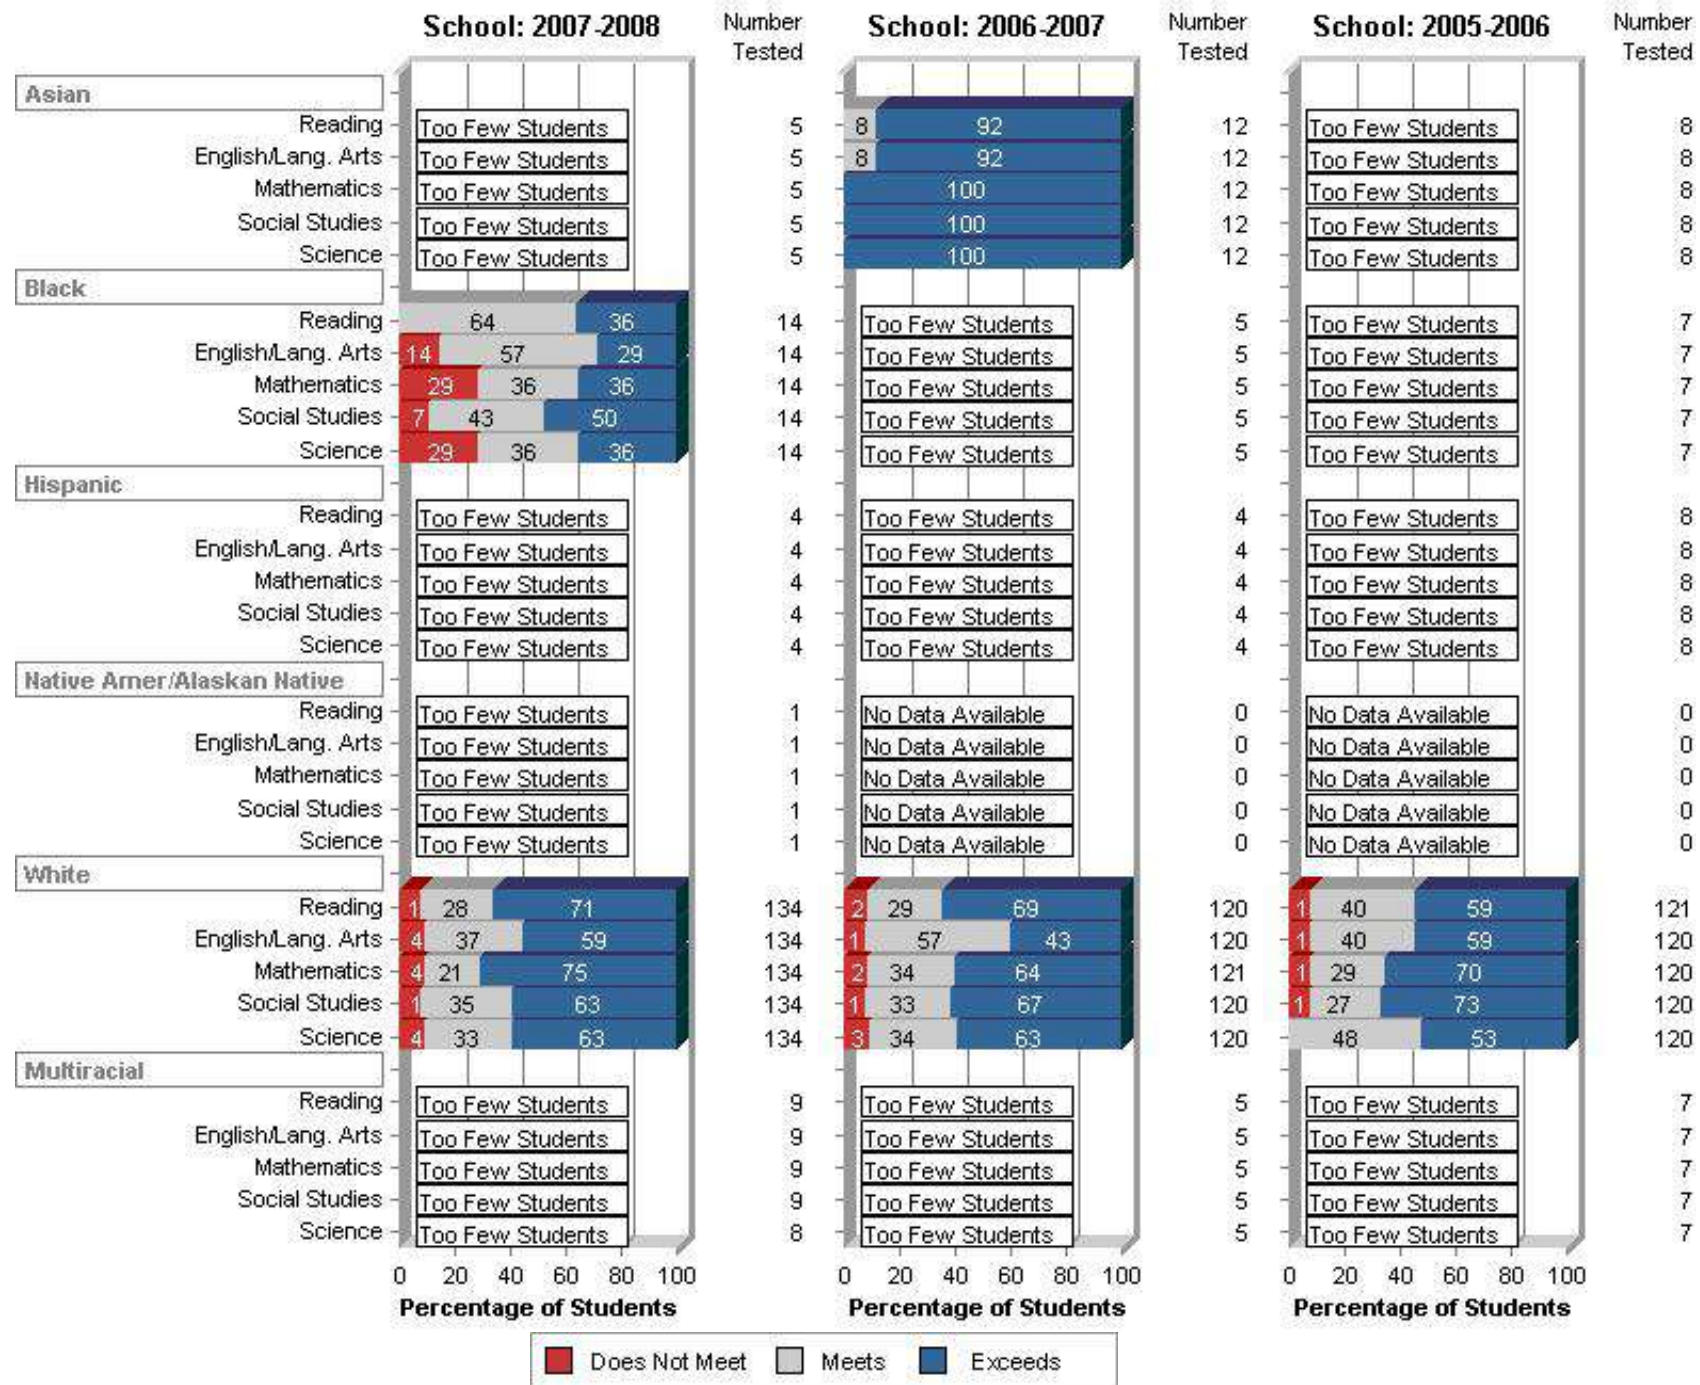 School: 2007-2008 Number Tested School: 2006-2007 Number Tested School: 2005-2006 Number Tested
Asian
Reading Too Few Students 5 8 92 12 Too Few Students 8
English/Lang. Arts Too Few Students 5 8 92 12 Too Few Students 8
Mathematics Too Few Students 5 100 12 Too Few Students 8
Social Studies Too Few Students 5 100 12 Too Few Students 8
Science Too Few Students 5 100 12 Too Few Students 8
Black
Reading 64 36 14 Too Few Students 5 Too Few Students 7
English/Lang. Arts 14 57 29 14 Too Few Students 5 Too Few Students 7
Mathematics 29 36 36 14 Too Few Students 5 Too Few Students 7
Social Studies 7 43 50 14 Too Few Students 5 Too Few Students 7
Science 29 36 36 14 Too Few Students 5 Too Few Students 7
Hispanic
Reading Too Few Students 4 Too Few Students 4 Too Few Students 8
English/Lang. Arts Too Few Students 4 Too Few Students 4 Too Few Students 8
Mathematics Too Few Students 4 Too Few Students 4 Too Few Students 8
Social Studies Too Few Students 4 Too Few Students 4 Too Few Students 8
Science Too Few Students 4 Too Few Students 4 Too Few Students 8
Native Amer/Alaskan Native
Reading Too Few Students 1 No Data Available 0 No Data Available 0
English/Lang. Arts Too Few Students 1 No Data Available 0 No Data Available 0
Mathematics Too Few Students 1 No Data Available 0 No Data Available 0
Social Studies Too Few Students 1 No Data Available 0 No Data Available 0
Science Too Few Students 1 No Data Available 0 No Data Available 0
White
Reading 1 28 71 134 2 29 69 120 1 40 59 121
English/Lang. Arts 4 37 59 134 1 57 43 120 1 40 59 120
Mathematics 4 21 75 134 2 34 64 121 1 29 70 120
Social Studies 1 35 63 134 1 33 67 120 1 27 73 120
Science 4 33 63 134 3 34 63 120 48 53 120
Multiracial
Reading Too Few Students 9 Too Few Students 5 Too Few Students 7
English/Lang. Arts Too Few Students 9 Too Few Students 5 Too Few Students 7
Mathematics Too Few Students 9 Too Few Students 5 Too Few Students 7
Social Studies Too Few Students 9 Too Few Students 5 Too Few Students 7
Science Too Few Students 8 Too Few Students 5 Too Few Students 7
0 20 40 60 80 100 0 20 40 60 80 100 0 20 40 60 80 100
Percentage of Students Percentage of Students Percentage of Students
Does Not Meet Meets Exceeds